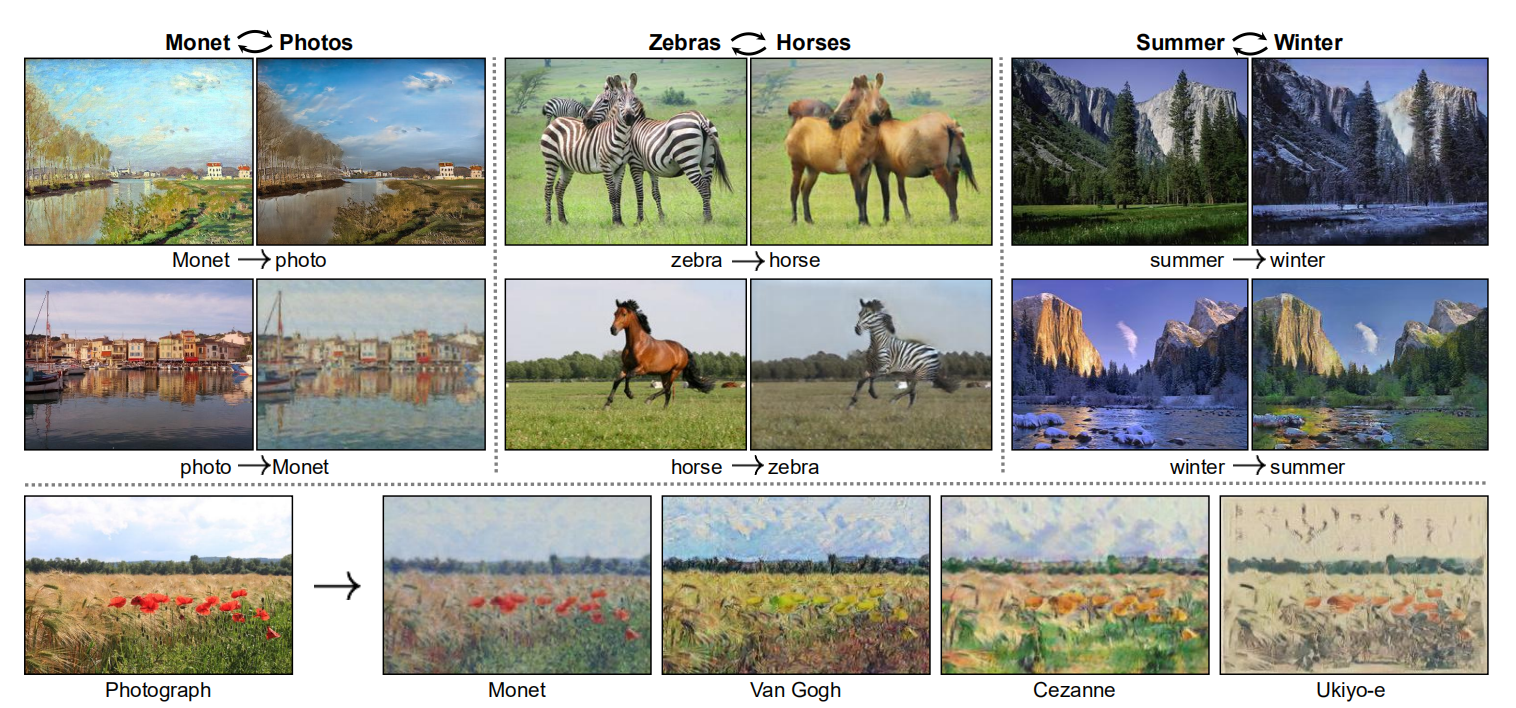 Monet ⇄ Photos
Zebras ⇄ Horses
Summer ⇄ Winter
Monet → photo
zebra → horse
summer → winter
photo → Monet
horse → zebra
winter → summer
Photograph
Monet
Van Gogh
Cezanne
Ukiyo-e